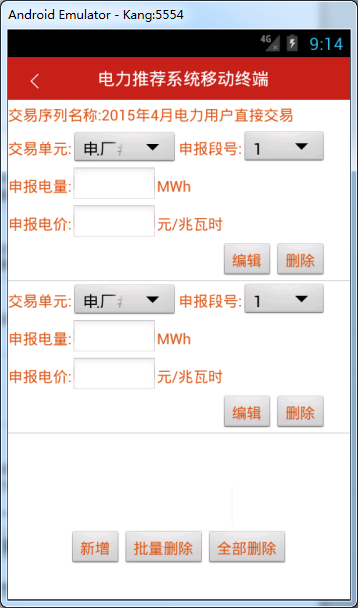 Android Emulator - Kang:5554
4G 9:14
电力推荐系统移动终端
交易序列名称:2015年4月电力用户直接交易
交易单元: 电厂 申报段号: 1
申报电量: MWh
申报电价: 元/兆瓦时
编辑 删除
交易单元: 电厂 申报段号: 1
申报电量: MWh
申报电价: 元/兆瓦时
编辑 删除
新增 批量删除 全部删除